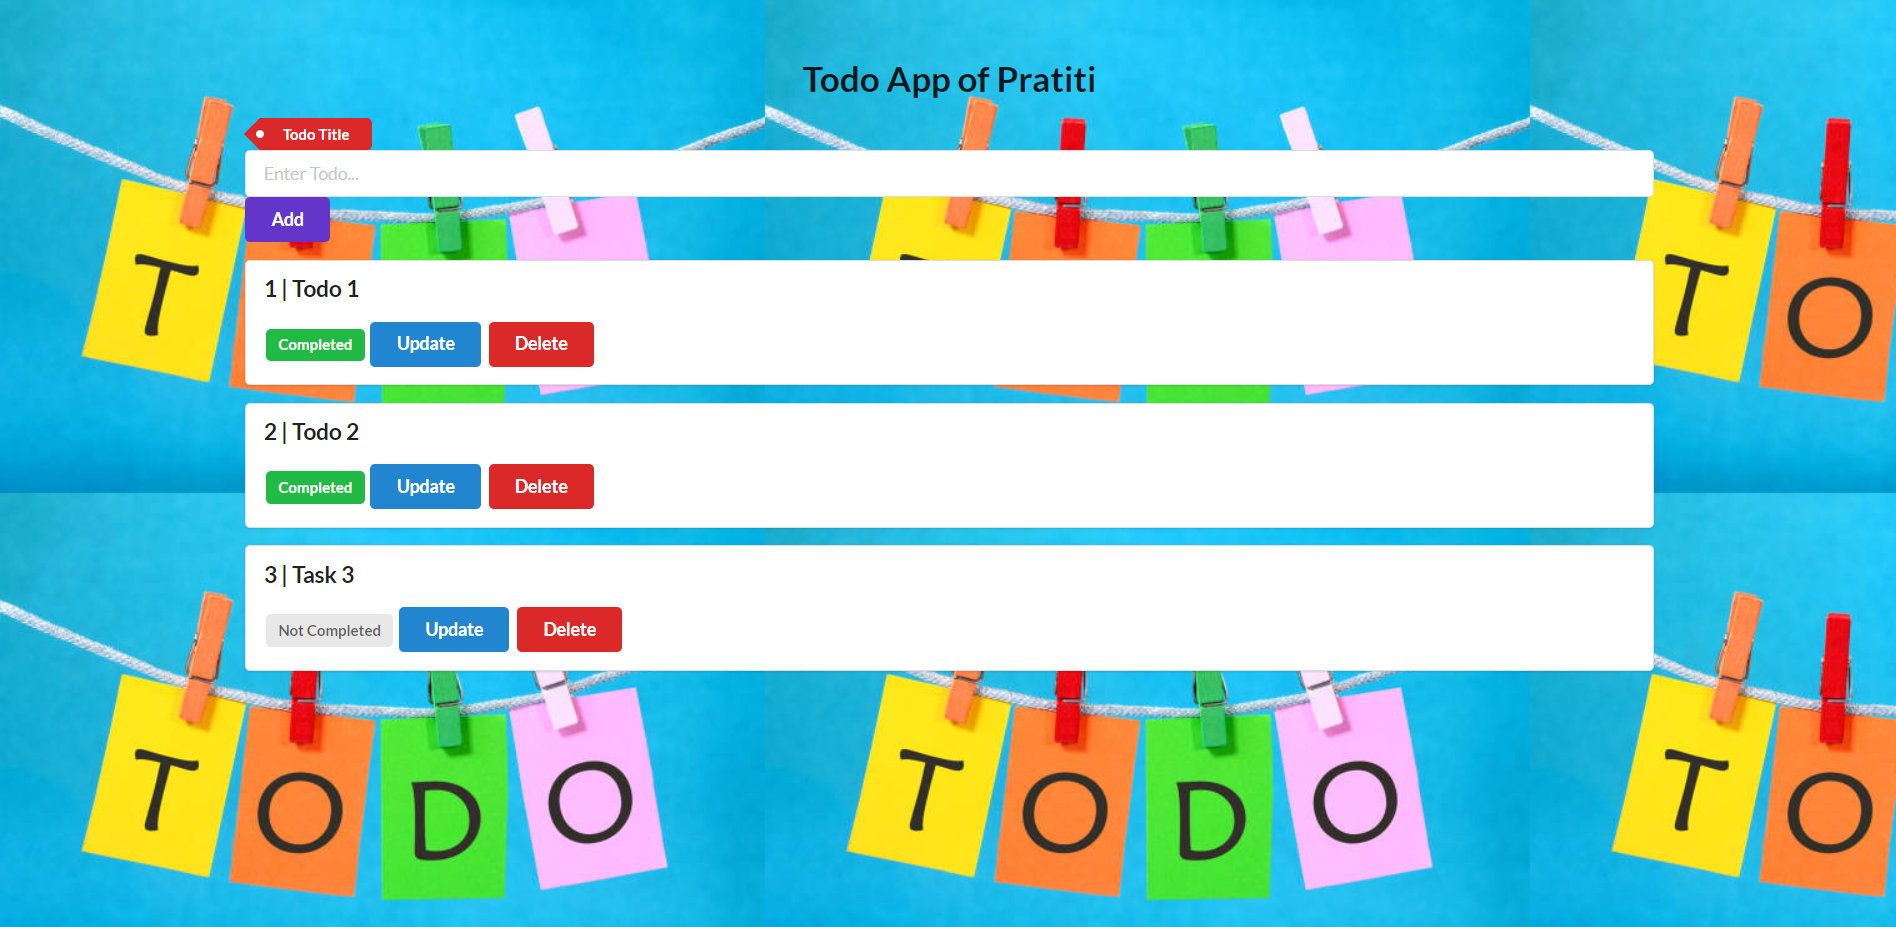 Todo App of Pratiti
Todo Title
Enter Todo...
Add
T
T O
1 | Todo 1
Completed Update Delete
2 | Todo 2
Completed Update Delete
3 | Task 3
Not Completed Update Delete
T O D O T O D O T O